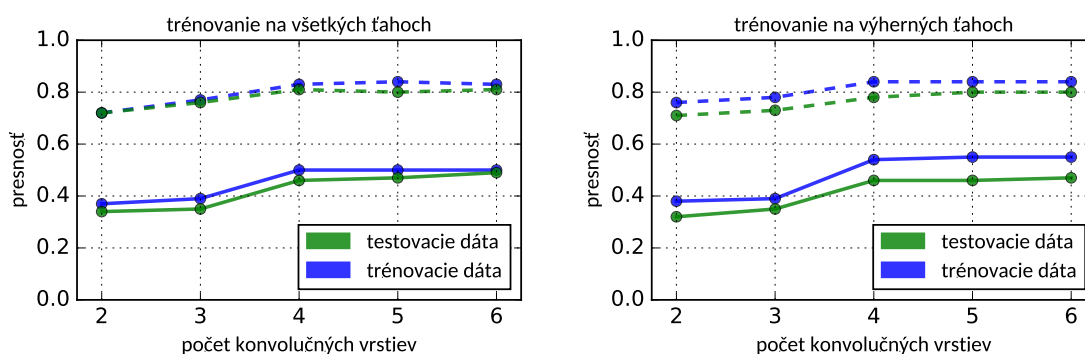 trénovanie na všetkých ťahoch
1.0
0.8
0.6
0.4
0.2
0.0
presnosť
2 3 4 5 6
počet konvolučných vrstiev
testovacie dáta
trénovacie dáta
trénovanie na výherných ťahoch
1.0
0.8
0.6
0.4
0.2
0.0
presnosť
2 3 4 5 6
počet konvolučných vrstiev
testovacie dáta
trénovacie dáta